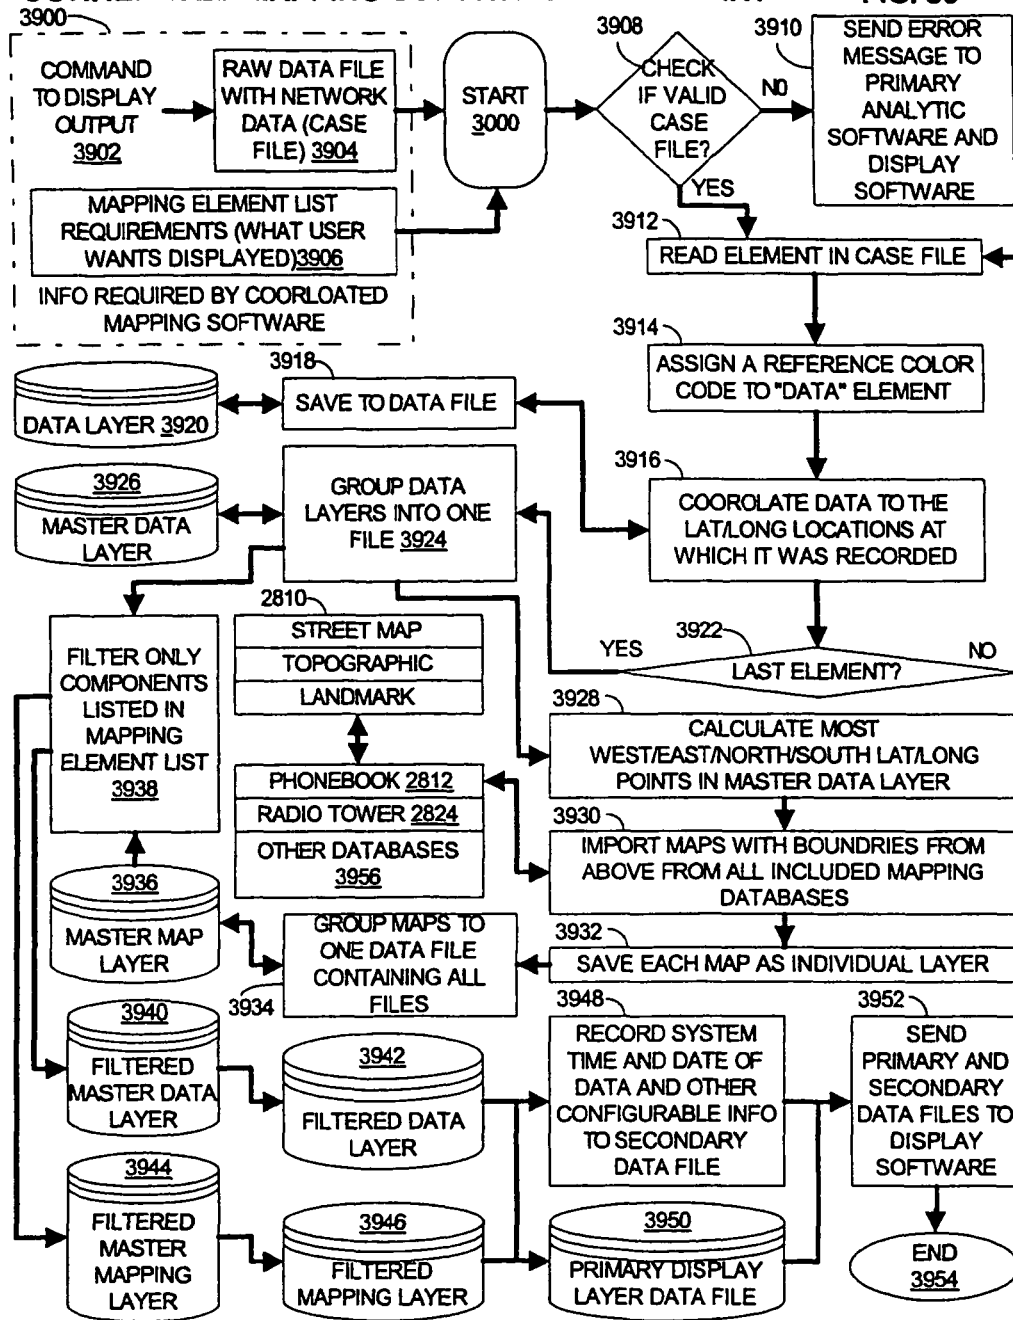 3900
COMMAND
TO DISPLAY
OUTPUT
3902
RAW DATA FILE
WITH NETWORK
DATA (CASE
FILE) 3904
START
3000
3908
CHECK
IF VALID
CASE
FILE?
NO
YES
3910
SEND ERROR
MESSAGE TO
PRIMARY
ANALYTIC
SOFTWARE AND
DISPLAY
SOFTWARE
MAPPING ELEMENT LIST
REQUIREMENTS (WHAT USER
WANTS DISPLAYED)3906
INFO REQUIRED BY COORLOATED
MAPPING SOFTWARE
3912
READ ELEMENT IN CASE FILE
3914
ASSIGN A REFERENCE COLOR
CODE TO "DATA" ELEMENT
3918
SAVE TO DATA FILE
DATA LAYER 3920
3916
COOROLATE DATA TO THE
LAT/LONG LOCATIONS AT
WHICH IT WAS RECORDED
3926
MASTER DATA
LAYER
GROUP DATA
LAYERS INTO ONE
FILE 3924
3922
YES
LAST ELEMENT?
NO
2810
STREET MAP
TOPOGRAPHIC
LANDMARK
FILTER ONLY
COMPONENTS
LISTED IN
MAPPING
ELEMENT LIST
3938
3928
CALCULATE MOST
WEST/EAST/NORTH/SOUTH LAT/LONG
POINTS IN MASTER DATA LAYER
PHONEBOOK 2812
RADIO TOWER 2824
OTHER DATABASES
3956
3930
IMPORT MAPS WITH BOUNDRIES FROM
ABOVE FROM ALL INCLUDED MAPPING
DATABASES
3936
MASTER MAP
LAYER
GROUP MAPS TO
ONE DATA FILE
CONTAINING ALL
FILES
3934
3932
SAVE EACH MAP AS INDIVIDUAL LAYER
3940
FILTERED
MASTER DATA
LAYER
3942
FILTERED DATA
LAYER
3948
RECORD SYSTEM
TIME AND DATE OF
DATA AND OTHER
CONFIGURABLE INFO
TO SECONDARY
DATA FILE
3952
SEND
PRIMARY AND
SECONDARY
DATA FILES TO
DISPLAY
SOFTWARE
3944
FILTERED
MASTER
MAPPING
LAYER
3946
FILTERED
MAPPING LAYER
3950
PRIMARY DISPLAY
LAYER DATA FILE
END
3954